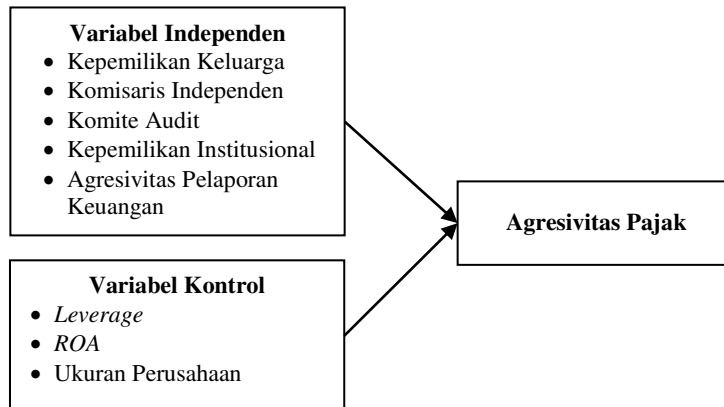 Variabel Independen
• Kepemilikan Keluarga
• Komisaris Independen
• Komite Audit
• Kepemilikan Institusional
• Agresivitas Pelaporan
Keuangan
Agresivitas Pajak
Variabel Kontrol
• Leverage
• ROA
• Ukuran Perusahaan